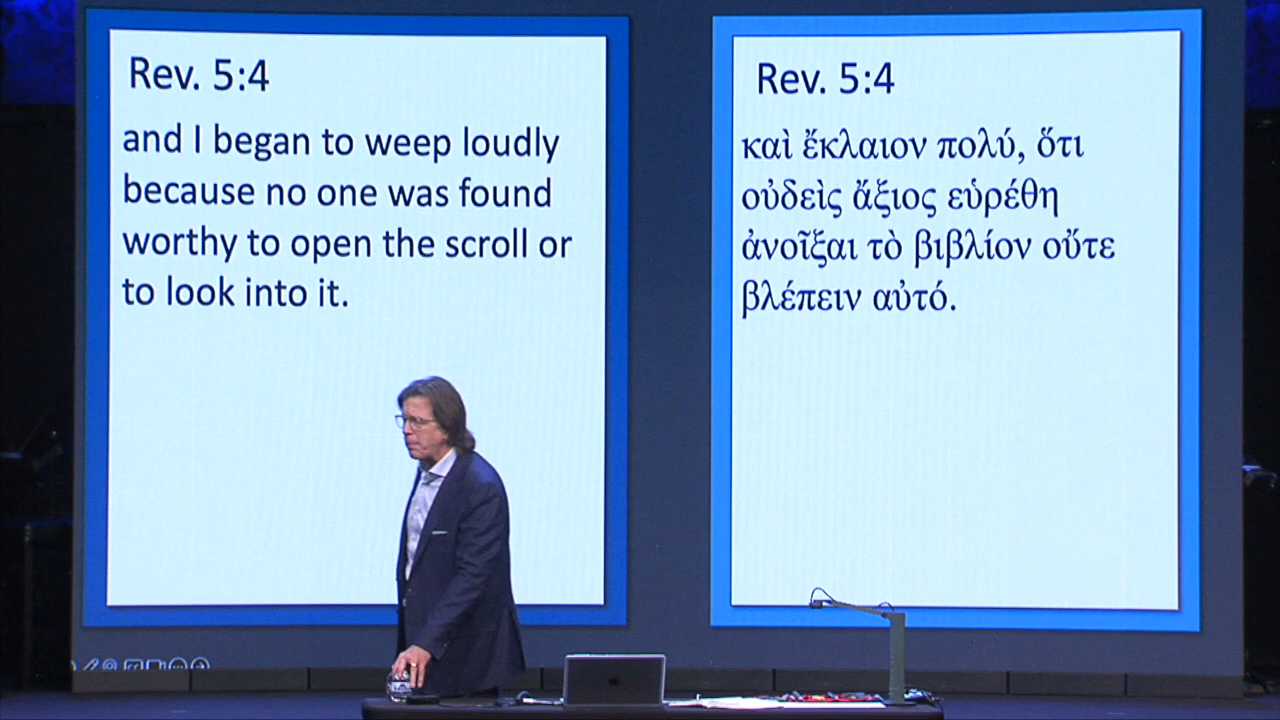 Rev. 5:4
and I began to weep loudly
because no one was found
worthy to open the scroll or
to look into it.
Rev. 5:4
καὶ ἔκλαιον πολύ, ὅτι
οὐδεὶς ἄξιος εὑρέθη
ἀνοῖξαι τὸ βιβλίον οὔτε
βλέπειν αὐτό.